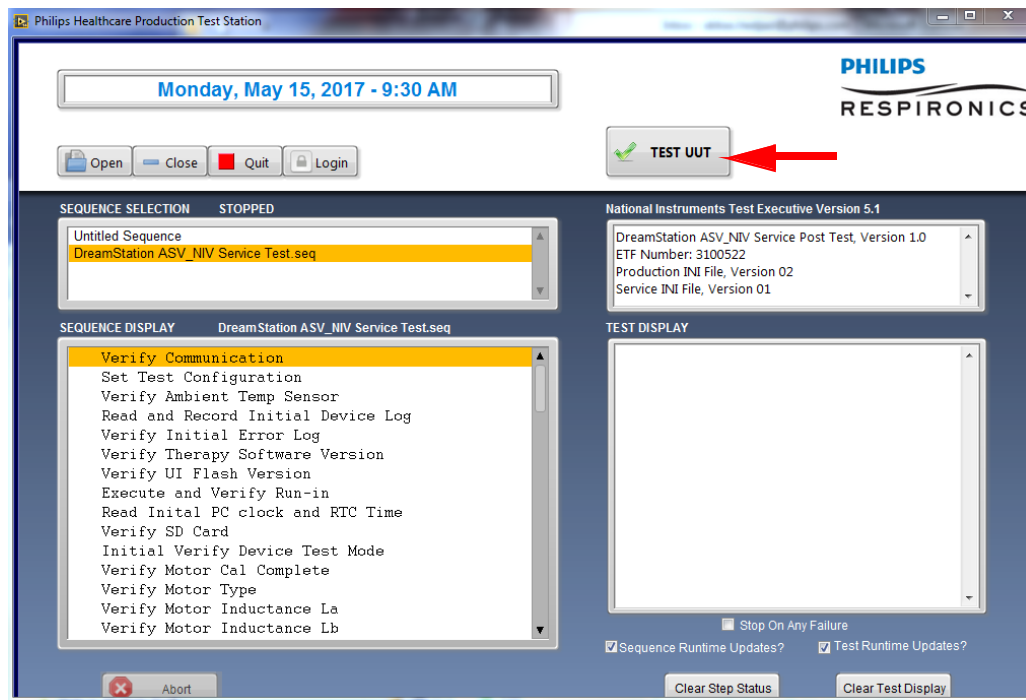 Philips Healthcare Production Test Station
Monday, May 15, 2017 - 9:30 AM
PHILIPS
RESPIRONICS
Open
Close
Quit
Login
TEST UUT
SEQUENCE SELECTION STOPPED
Untitled Sequence
DreamStation ASV_NIV Service Test.seq
National Instruments Test Executive Version 5.1
DreamStation ASV_NIV Service Post Test, Version 1.0
ETF Number: 3100522
Production INI File, Version 02
Service INI File, Version 01
SEQUENCE DISPLAY DreamStation ASV_NIV Service Test.seq
Verify Communication
Set Test Configuration
Verify Ambient Temp Sensor
Read and Record Initial Device Log
Verify Initial Error Log
Verify Therapy Software Version
Verify UI Flash Version
Execute and Verify Run-in
Read Inital PC clock and RTC Time
Verify SD Card
Initial Verify Device Test Mode
Verify Motor Cal Complete
Verify Motor Type
Verify Motor Inductance La
Verify Motor Inductance Lb
TEST DISPLAY
Stop On Any Failure
Sequence Runtime Updates?
Test Runtime Updates?
Abort
Clear Step Status
Clear Test Display